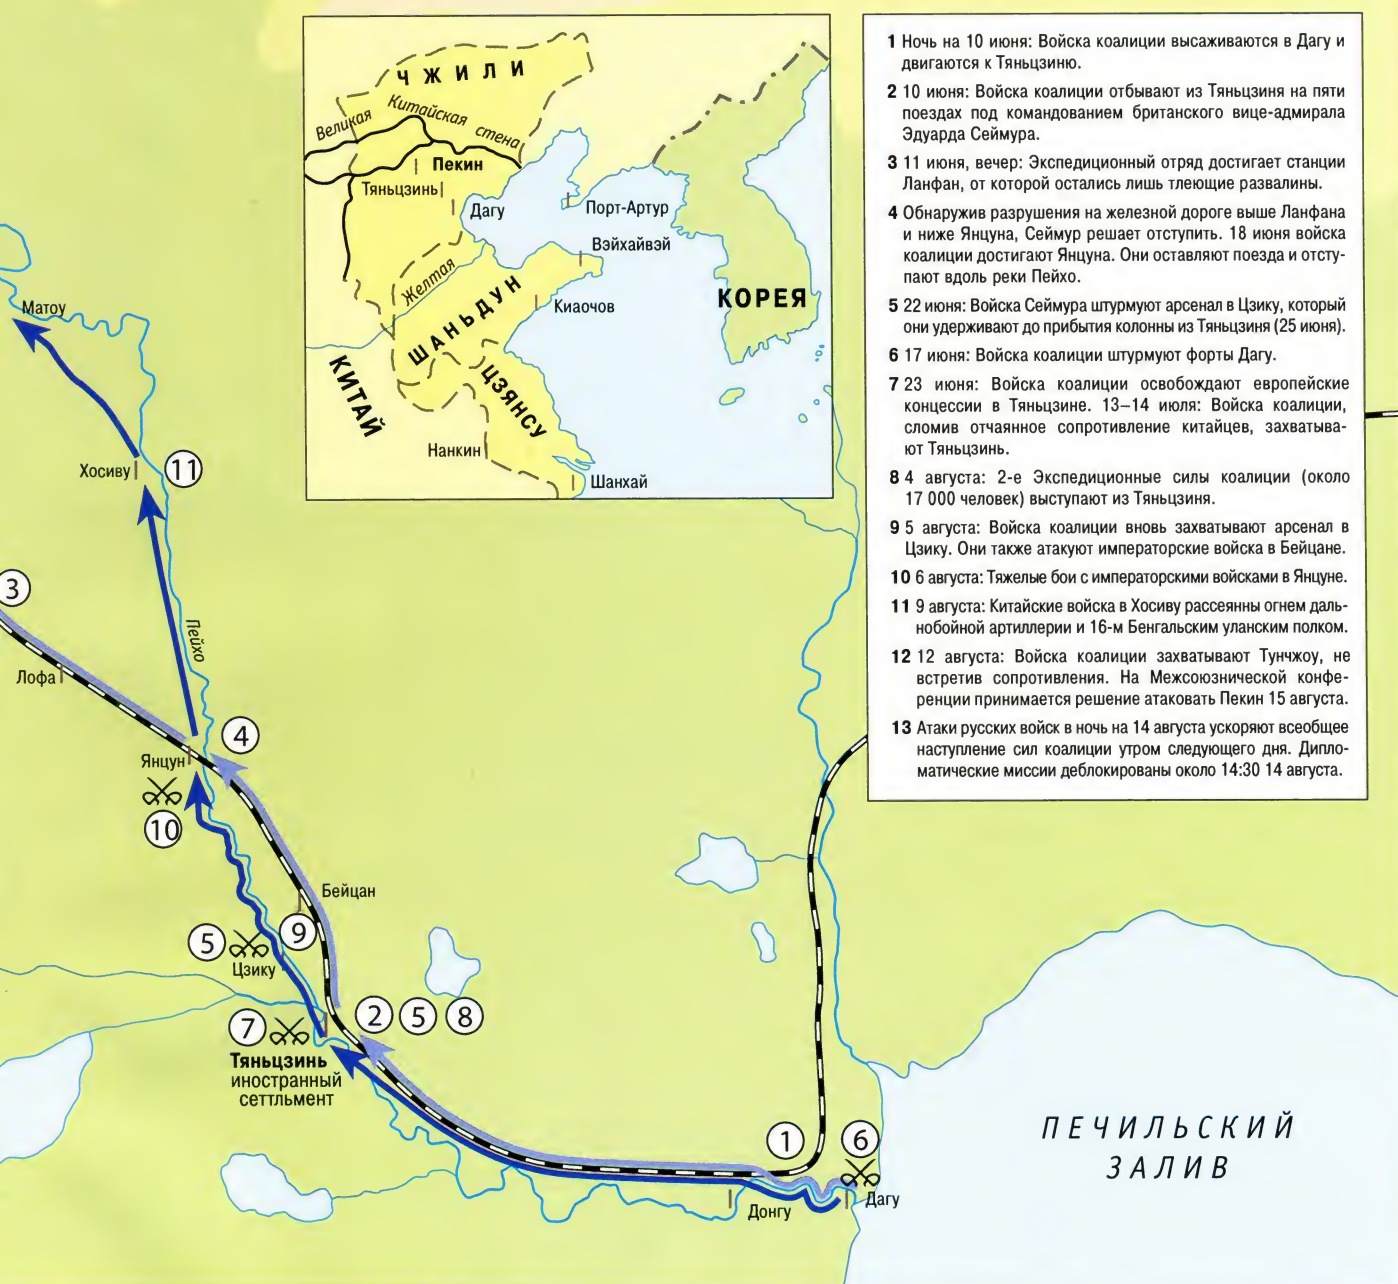 ЧЖИЛИ
Великая Китайская стена
Пекин
Тяньцзинь
Дагу
Порт-Артур
Вэйхайвэй
Желтая
ШАНЬДУН
Киаочов
КОРЕЯ
КИТАЙ
ЦЗЯНСУ
Нанкин
Шанхай
1 Ночь на 10 июня: Войска коалиции высаживаются в Дагу и
двигаются к Тяньцзиню.
2 10 июня: Войска коалиции отбывают из Тяньцзиня на пяти
поездах под командованием британского вице-адмирала
Эдуарда Сеймура.
3 11 июня, вечер: Экспедиционный отряд достигает станции
Ланфан, от которой остались лишь тлеющие развалины.
4 Обнаружив разрушения на железной дороге выше Ланфана
и ниже Янцуна, Сеймур решает отступить. 18 июня войска
коалиции достигают Янцуна. Они оставляют поезда и отсту-
пают вдоль реки Пейхо.
5 22 июня: Войска Сеймура штурмуют арсенал в Цзику, который
они удерживают до прибытия колонны из Тяньцзиня (25 июня).
6 17 июня: Войска коалиции штурмуют форты Дагу.
7 23 июня: Войска коалиции освобождают европейские
концессии в Тяньцзине. 13–14 июля: Войска коалиции,
сломив отчаянное сопротивление китайцев, захватыва-
ют Тяньцзинь.
8 4 августа: 2-е Экспедиционные силы коалиции (около
17 000 человек) выступают из Тяньцзиня.
9 5 августа: Войска коалиции вновь захватывают арсенал в
Цзику. Они также атакуют императорские войска в Бейцане.
10 6 августа: Тяжелые бои с императорскими войсками в Янцуне.
11 9 августа: Китайские войска в Хосиву рассеянны огнем даль-
нобойной артиллерии и 16-м Бенгальским уланским полком.
12 12 августа: Войска коалиции захватывают Тунчжоу, не
встретив сопротивления. На Межсоюзнической конфе-
ренции принимается решение атаковать Пекин 15 августа.
13 Атаки русских войск в ночь на 14 августа ускоряют всеобщее
наступление сил коалиции утром следующего дня. Дипло-
матические миссии деблокированы около 14:30 14 августа.
Матоу
Хосиву
11
3
Пейхо
Лофа
4
Янцун
10
Бейцан
5
9
Цзику
2
5
8
7
Тяньцзинь
иностранный
сеттльмент
1
6
Дагу
Донгу
ПЕЧИЛЬСКИЙ
ЗАЛИВ